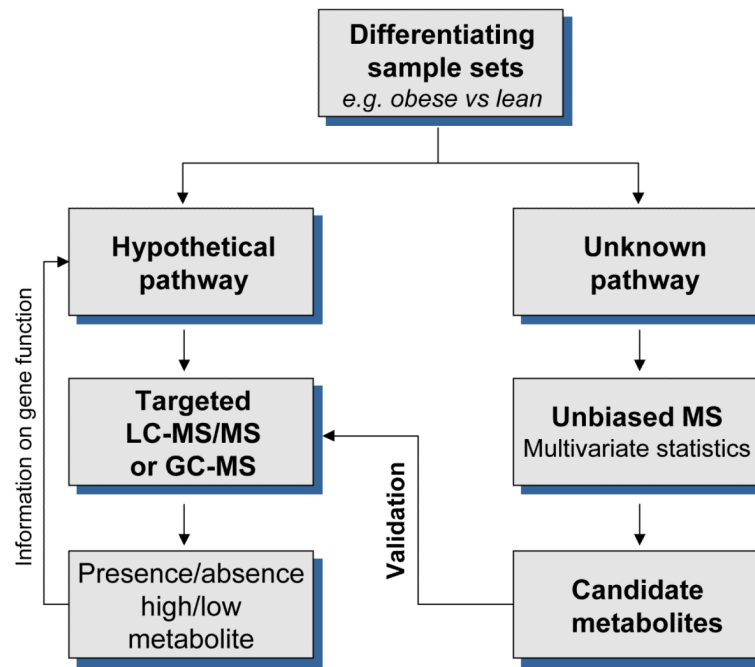 Differentiating
sample sets
e.g. obese vs lean
Hypothetical
pathway
Unknown
pathway
Information on gene function
Targeted
LC-MS/MS
or GC-MS
Validation
Unbiased MS
Multivariate statistics
Presence/absence
high/low
metabolite
Candidate
metabolites